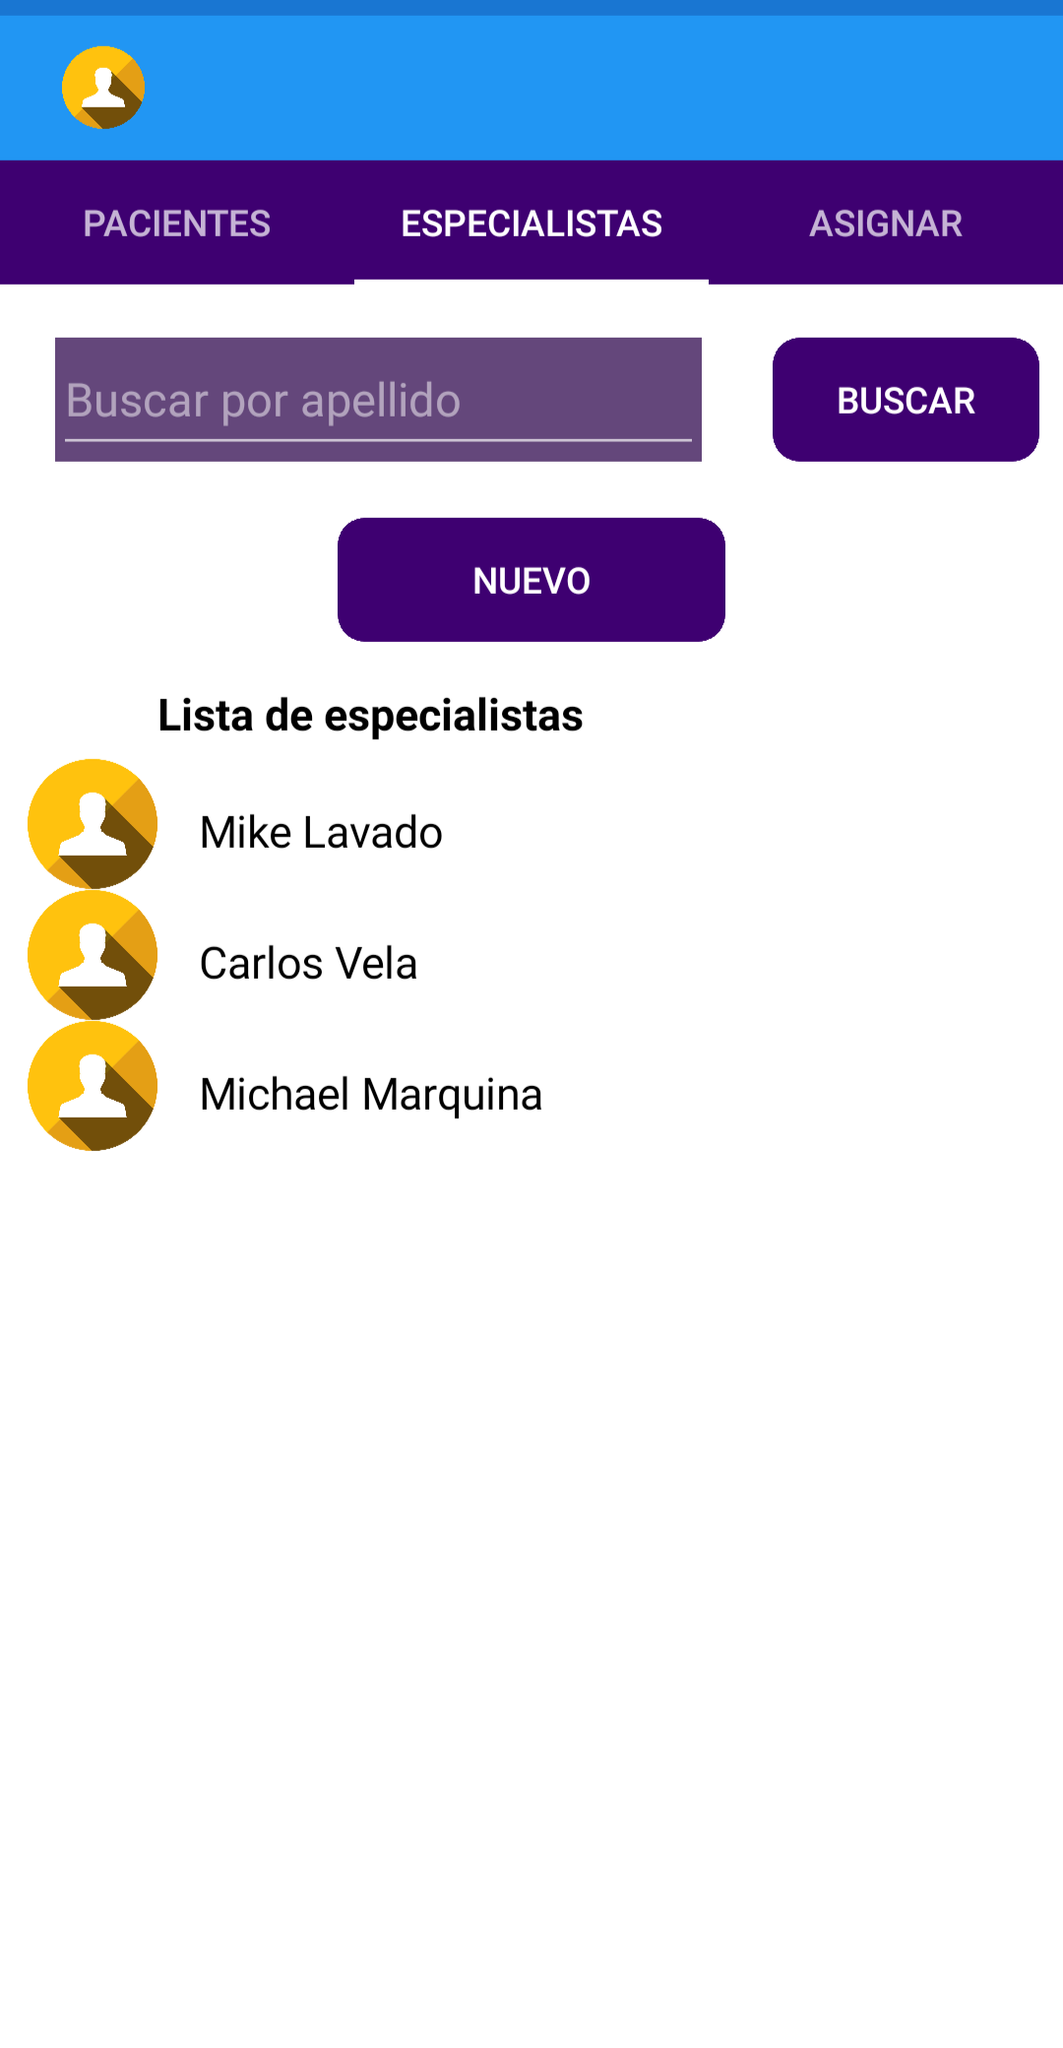 PACIENTES ESPECIALISTAS ASIGNAR
Buscar por apellido BUSCAR
NUEVO
Lista de especialistas
Mike Lavado
Carlos Vela
Michael Marquina